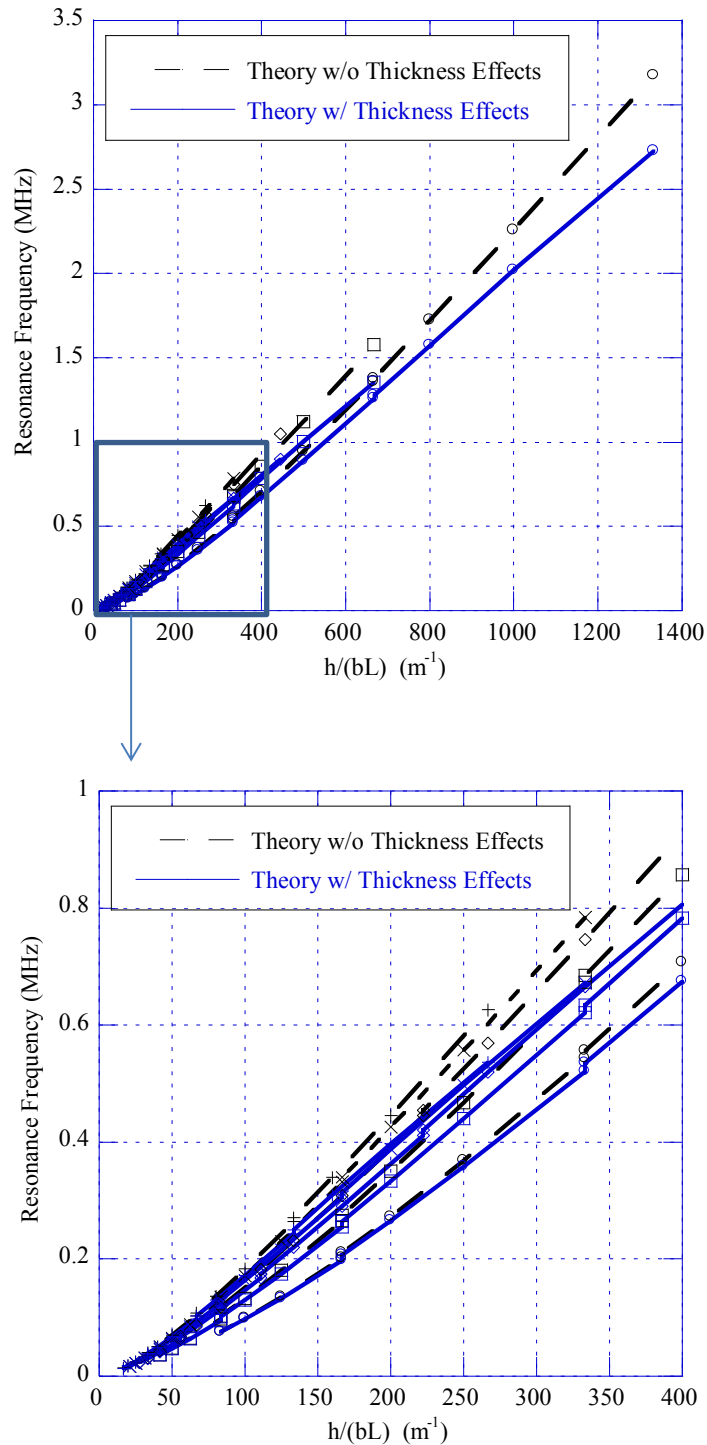 Theory w/o Thickness Effects
Theory w/ Thickness Effects
Resonance Frequency (MHz)
3.5
3
2.5
2
1.5
1
0.5
0
0 200 400 600 800 1000 1200 1400
h/(bL) (m⁻¹)
Theory w/o Thickness Effects
Theory w/ Thickness Effects
Resonance Frequency (MHz)
1
0.8
0.6
0.4
0.2
0
0 50 100 150 200 250 300 350 400
h/(bL) (m⁻¹)